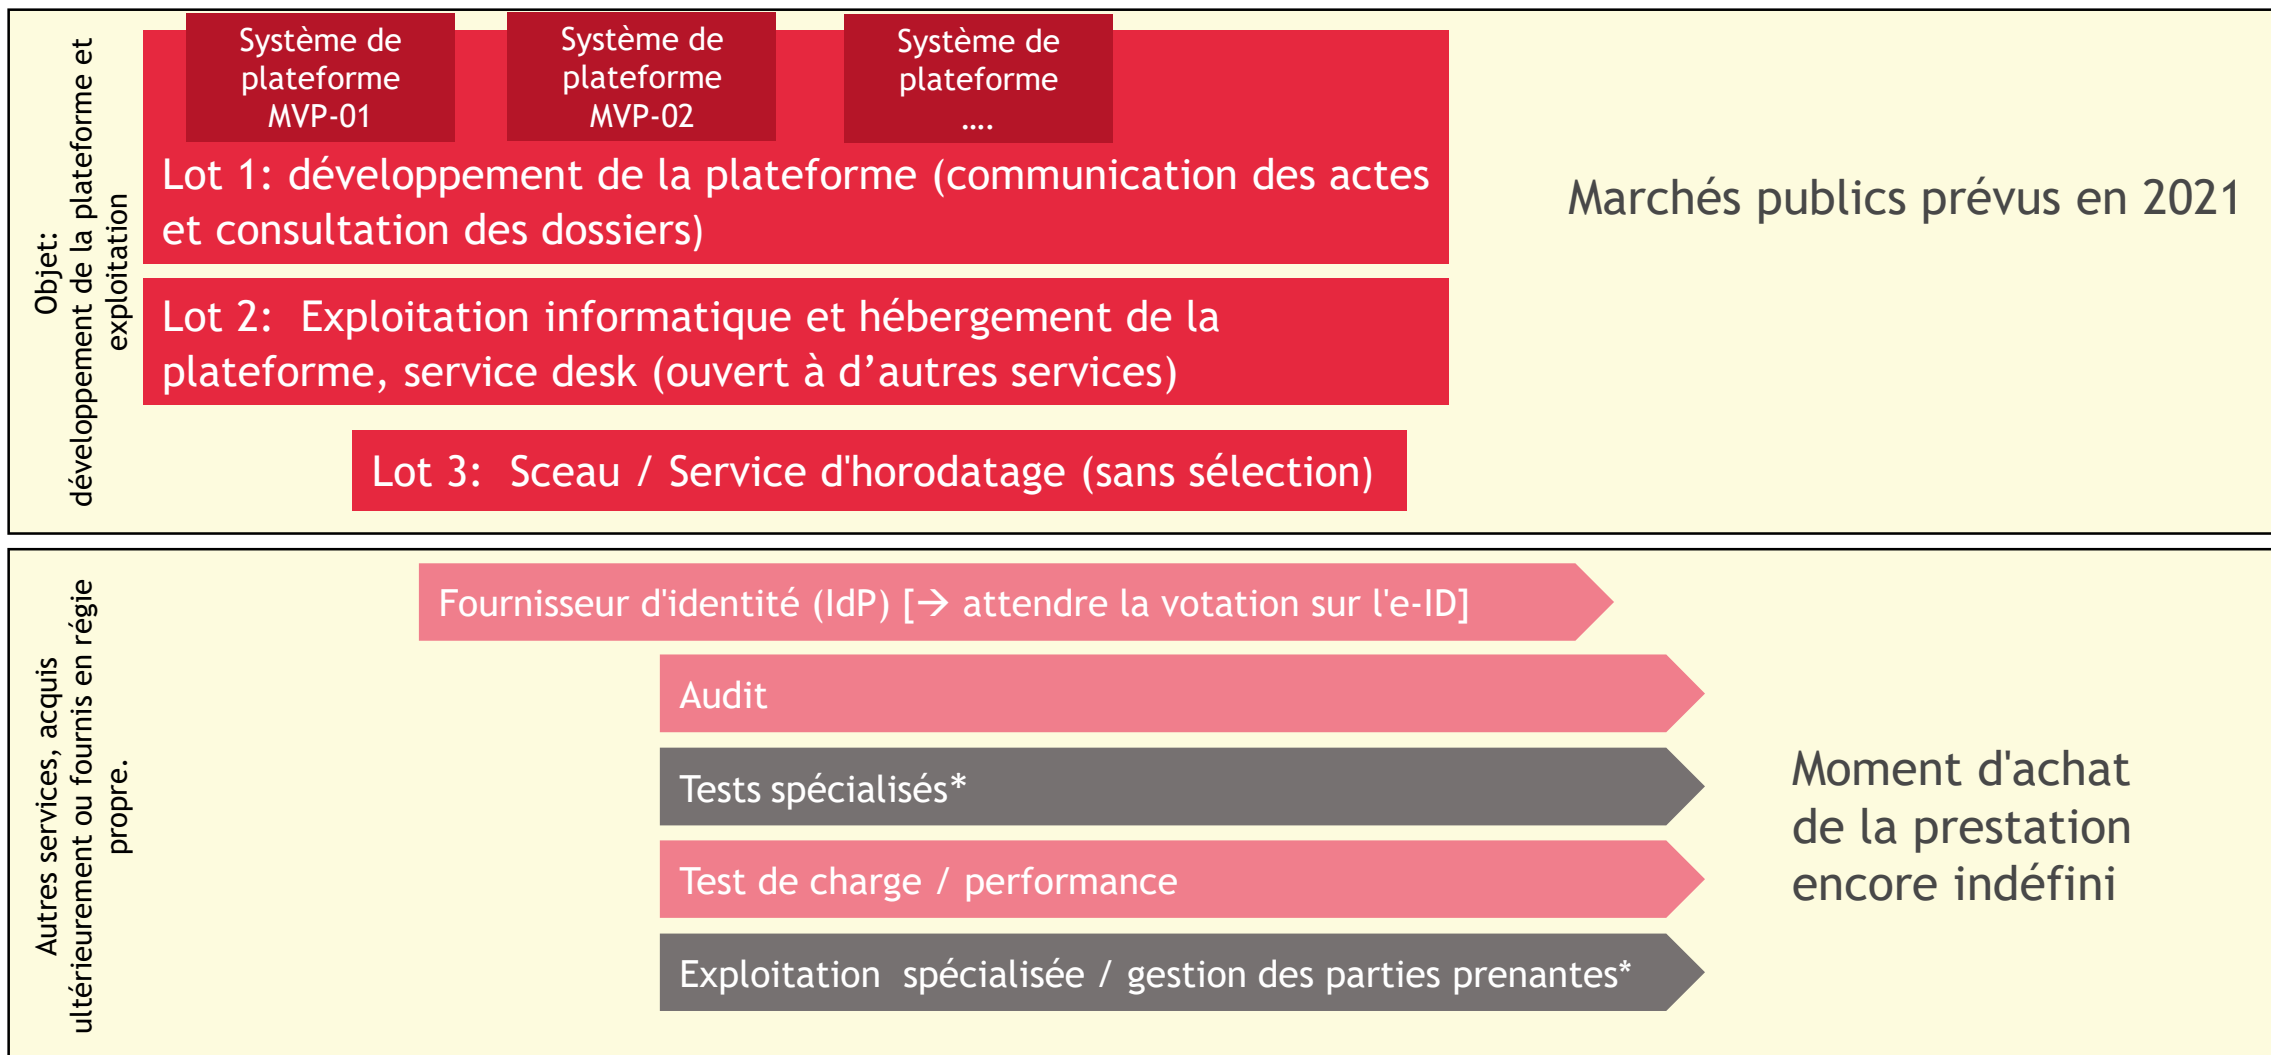 Objet:
développement de la plateforme et
exploitation
Système de
plateforme
MVP-01
Système de
plateforme
MVP-02
Système de
plateforme
....
Lot 1: développement de la plateforme (communication des actes
et consultation des dossiers)
Marchés publics prévus en 2021
Lot 2:  Exploitation informatique et hébergement de la
plateforme, service desk (ouvert à d’autres services)
Lot 3:  Sceau / Service d'horodatage (sans sélection)
Autres services, acquis
ultérieurement ou fournis en régie
propre.
Fournisseur d'identité (IdP) [→ attendre la votation sur l'e-ID]
Audit
Tests spécialisés*
Test de charge / performance
Exploitation  spécialisée / gestion des parties prenantes*
Moment d'achat
de la prestation
encore indéfini